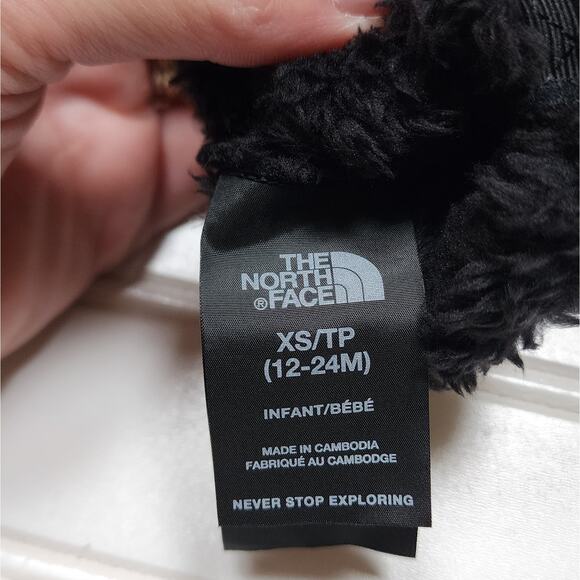 THE
NORTH
®FACE
XS/TP
(12-24M)
INFANT/BÉBÉ
MADE IN CAMBODIA
FABRIQUÉ AU CAMBODGE
NEVER STOP EXPLORING